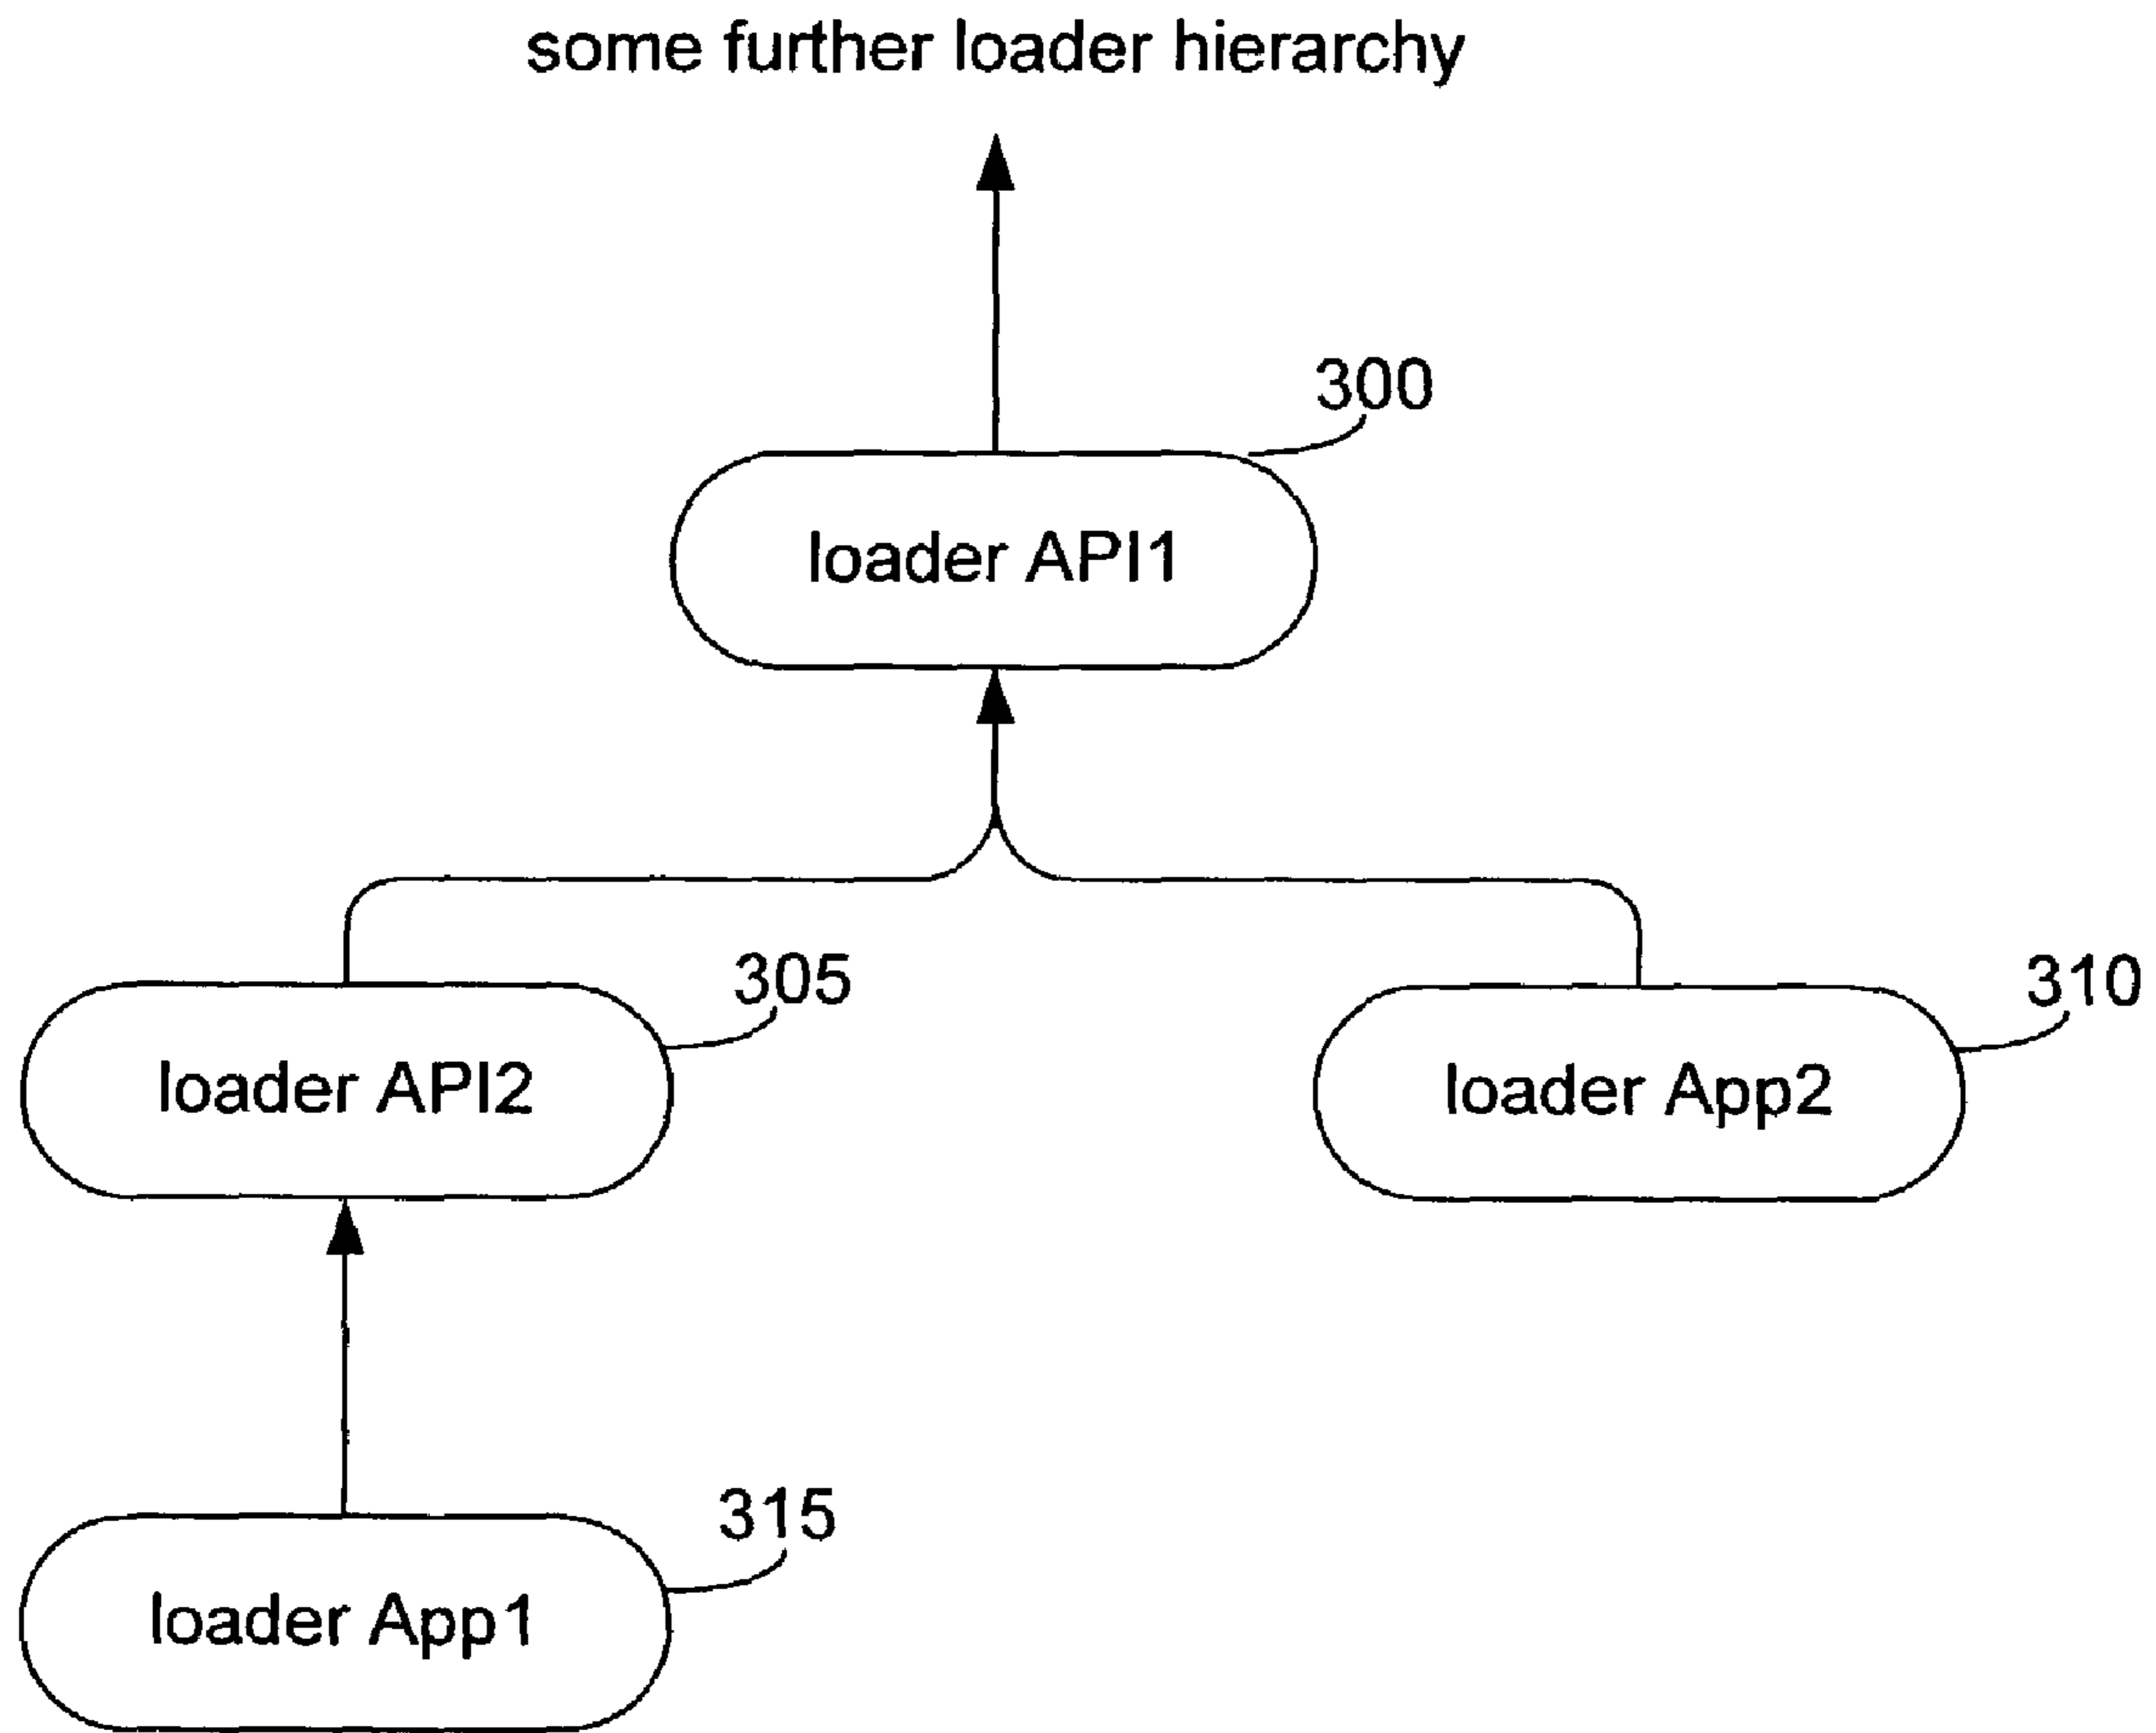 some further loader hierarchy
300
loader API1
305
310
loader API2
loader App2
315
loader App1